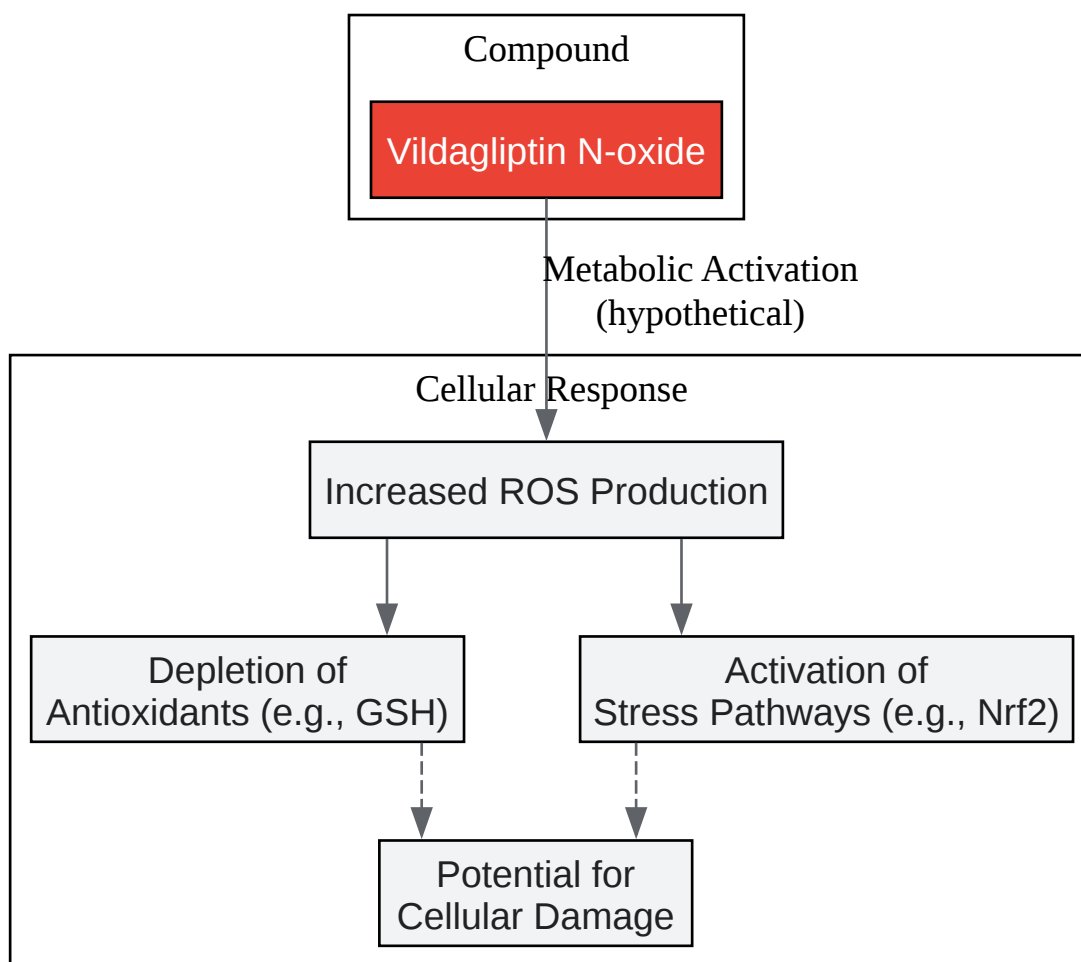 Compound
Vildagliptin N-oxide
Metabolic Activation
(hypothetical)
Cellular Response
Increased ROS Production
Depletion of
Antioxidants (e.g., GSH)
Activation of
Stress Pathways (e.g., Nrf2)
Potential for
Cellular Damage